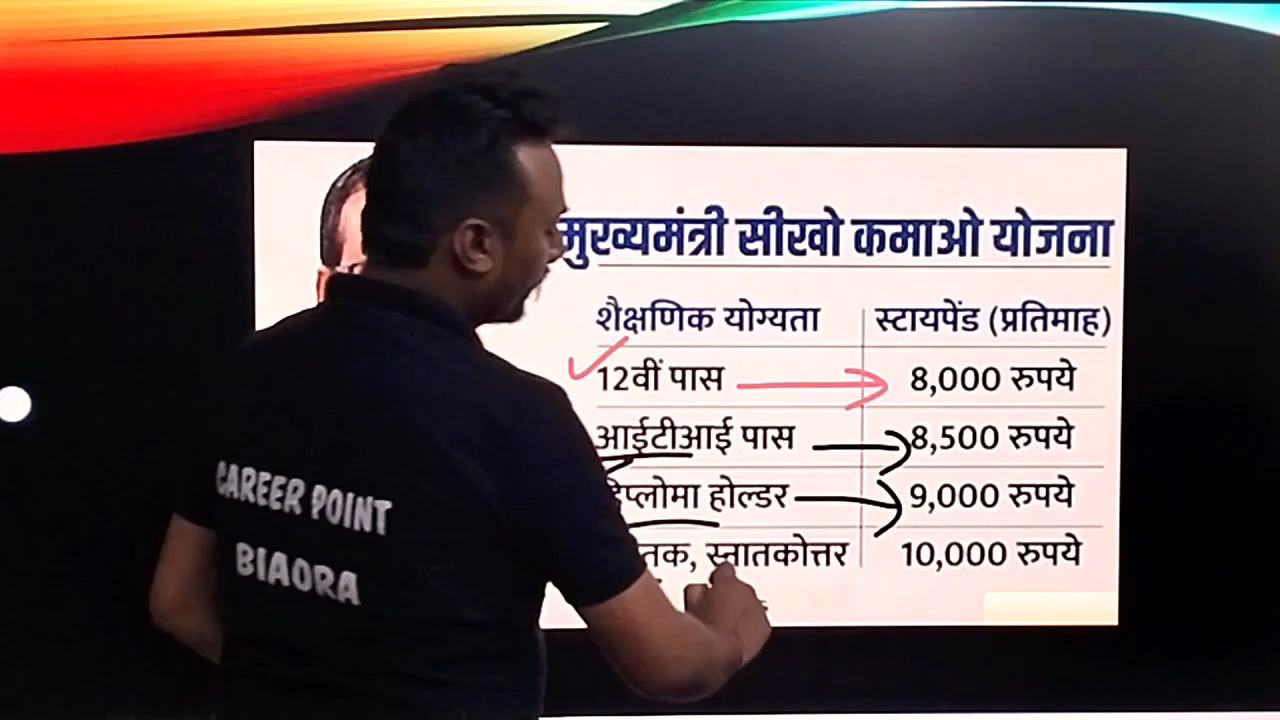 मुख्यमंत्री सीखो कमाओ योजना
शैक्षणिक योग्यता स्टायपेंड (प्रतिमाह)
12वीं पास 8,000 रुपये
आईटीआई पास 8,500 रुपये
होल्डर 9,000 रुपये
स्नातकोत्तर 10,000 रुपये
CAREER POINT
BIAORA